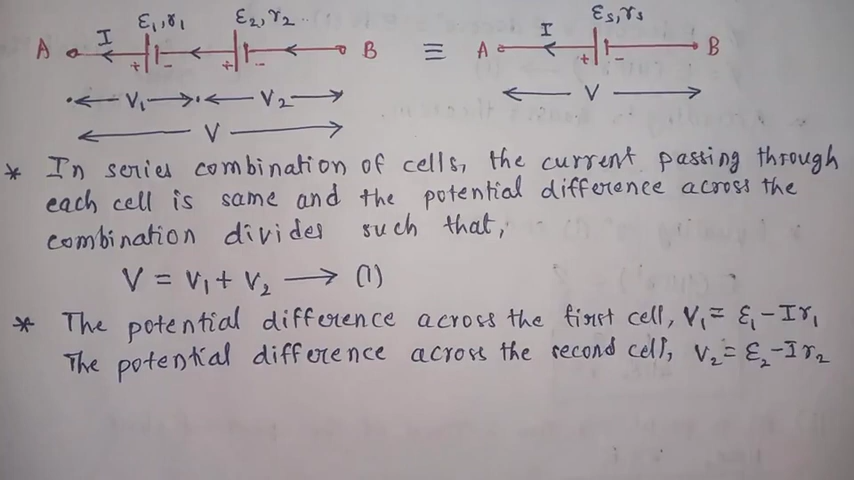 ε₁, r₁ ε₂, r₂ εs, rs
A I + - + - B ≡ A I + - B
V₁ V₂ V
V
* In series combination of cells, the current passing through
each cell is same and the potential difference across the
combination divides such that,
V = V₁ + V₂ → (1)
* The potential difference across the first cell, V₁ = ε₁ - Ir₁
The potential difference across the second cell, V₂ = ε₂ - Ir₂